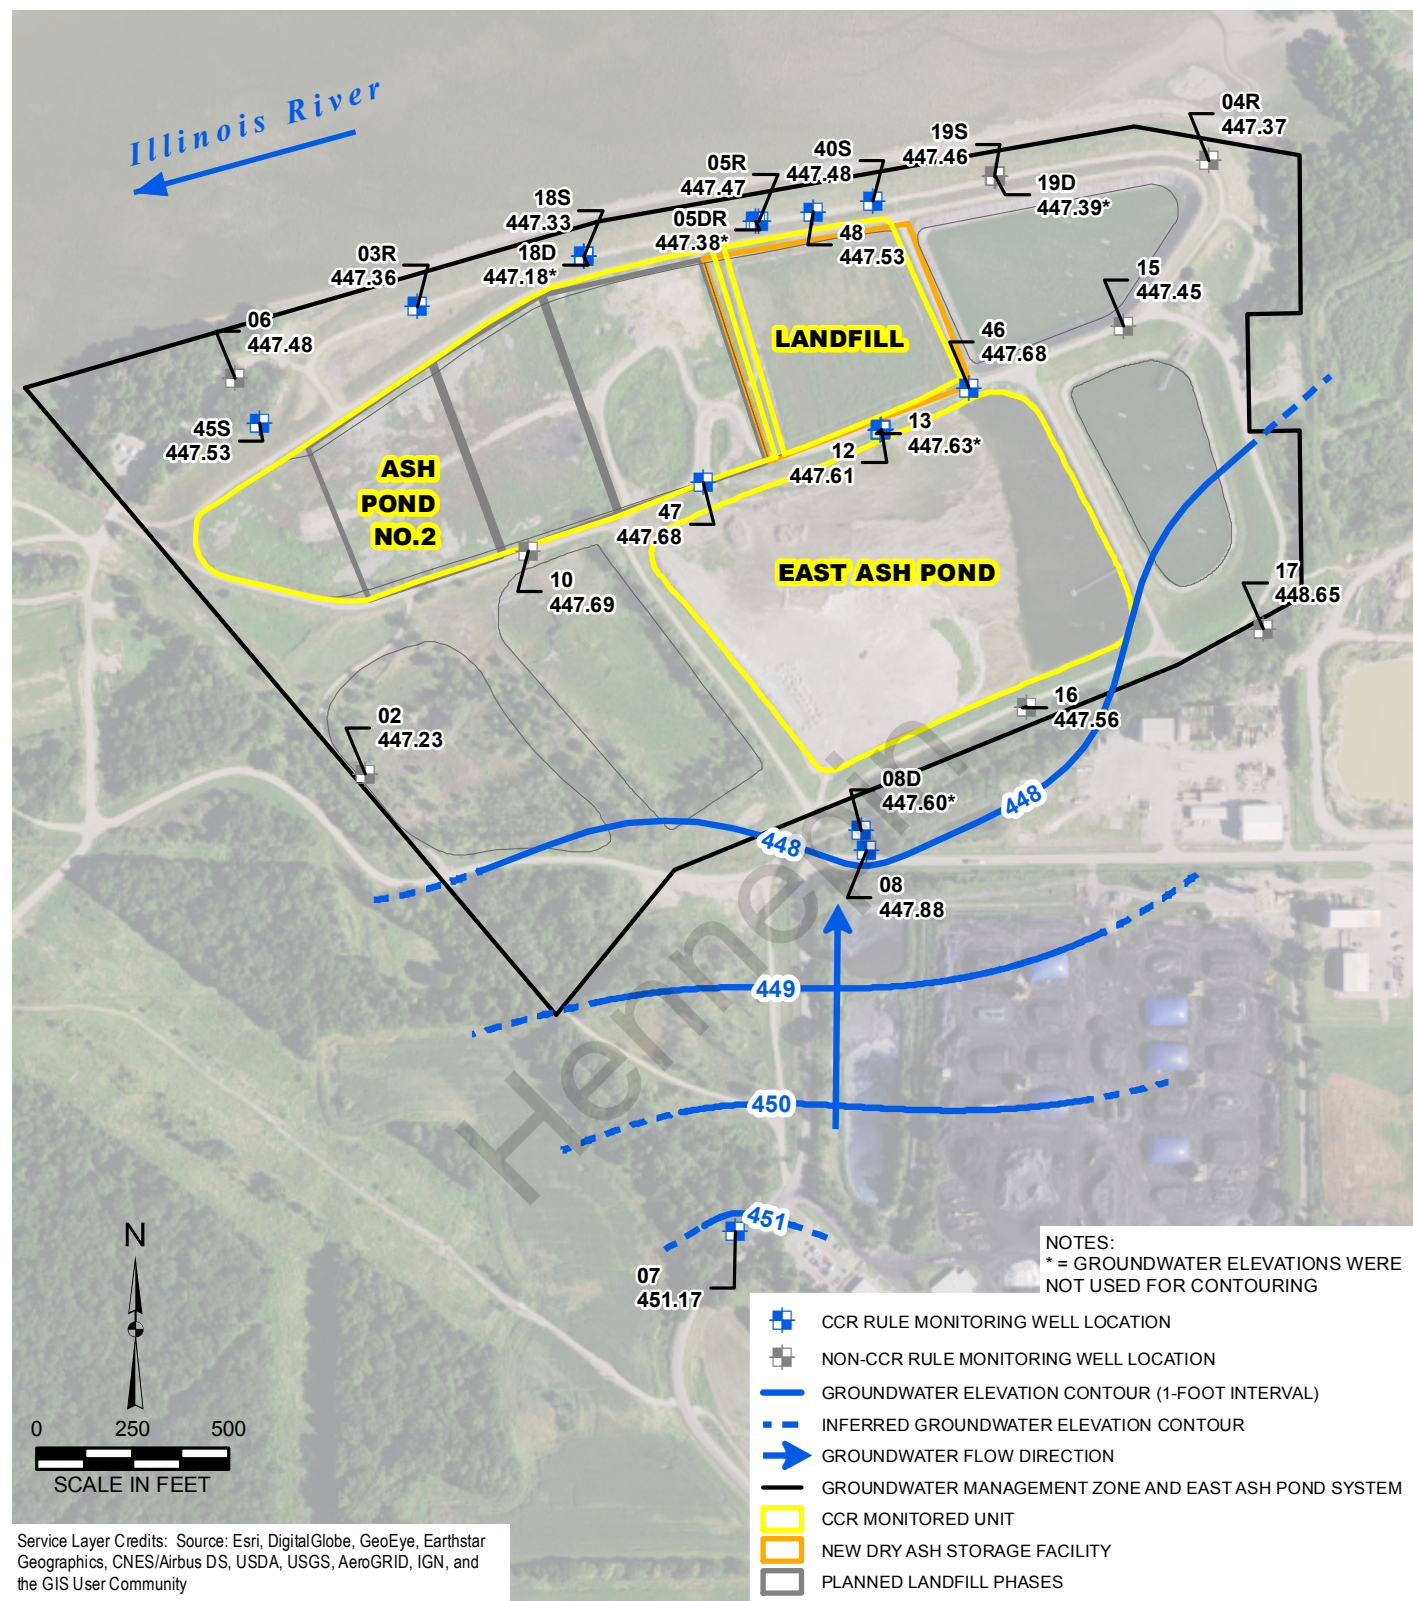 Illinois River
04R
447.37
19S
447.46
40S
447.48
05R
447.47
19D
447.39*
18S
447.33
05DR
447.38*
48
447.53
03R
447.36
18D
447.18*
15
447.45
06
447.48
LANDFILL
46
447.68
45S
447.53
13
447.63*
12
447.61
ASH
POND
NO.2
47
447.68
EAST ASH POND
10
447.69
17
448.65
16
447.56
02
447.23
08D
447.60*
448
448
08
447.88
449
450
451
07
451.17
Hennepin
N
0 250 500
SCALE IN FEET
NOTES:
* = GROUNDWATER ELEVATIONS WERE
NOT USED FOR CONTOURING
CCR RULE MONITORING WELL LOCATION
NON-CCR RULE MONITORING WELL LOCATION
GROUNDWATER ELEVATION CONTOUR (1-FOOT INTERVAL)
INFERRED GROUNDWATER ELEVATION CONTOUR
GROUNDWATER FLOW DIRECTION
GROUNDWATER MANAGEMENT ZONE AND EAST ASH POND SYSTEM
CCR MONITORED UNIT
NEW DRY ASH STORAGE FACILITY
PLANNED LANDFILL PHASES
Service Layer Credits: Source: Esri, DigitalGlobe, GeoEye, Earthstar
Geographics, CNES/Airbus DS, USDA, USGS, AeroGRID, IGN, and
the GIS User Community